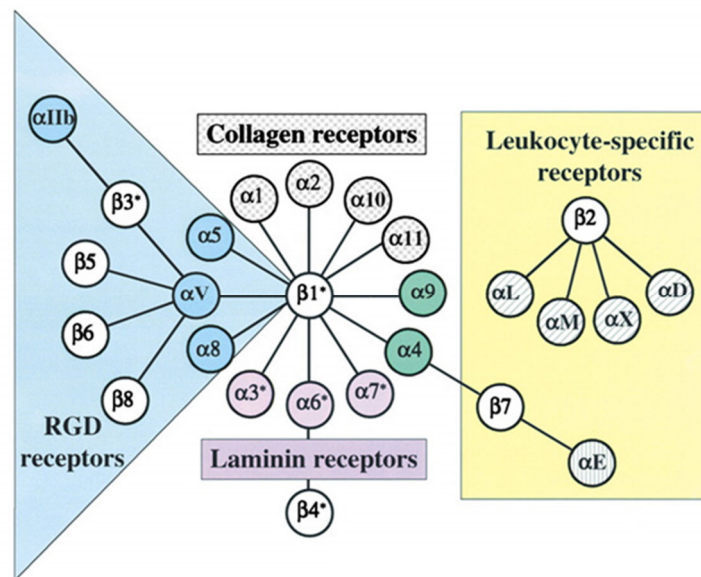 αIIb
Collagen receptors
Leukocyte-specific
receptors
α2
α1
α10
β3*
β2
α5
α11
β5
αV
β1*
α9
αL
αM
αX
αD
β6
α8
α4
α3*
α6*
α7*
β8
β7
RGD
receptors
Laminin receptors
αE
β4*